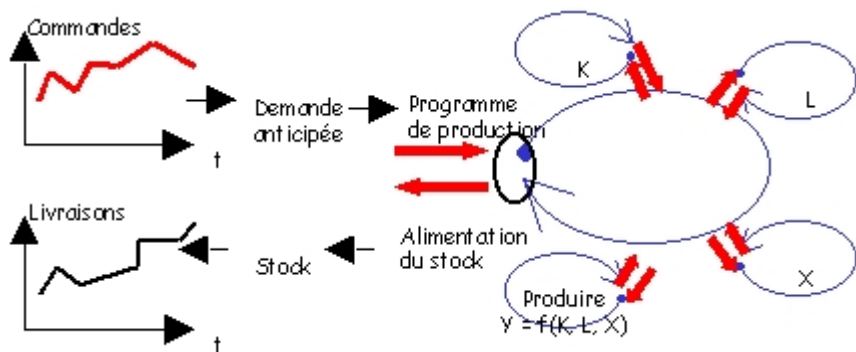 Commandes
t
Demande
anticipée
Programme
de production
K
L
X
Produire
Y = f(K, L, X)
Alimentation
du stock
Stock
Livraisons
t